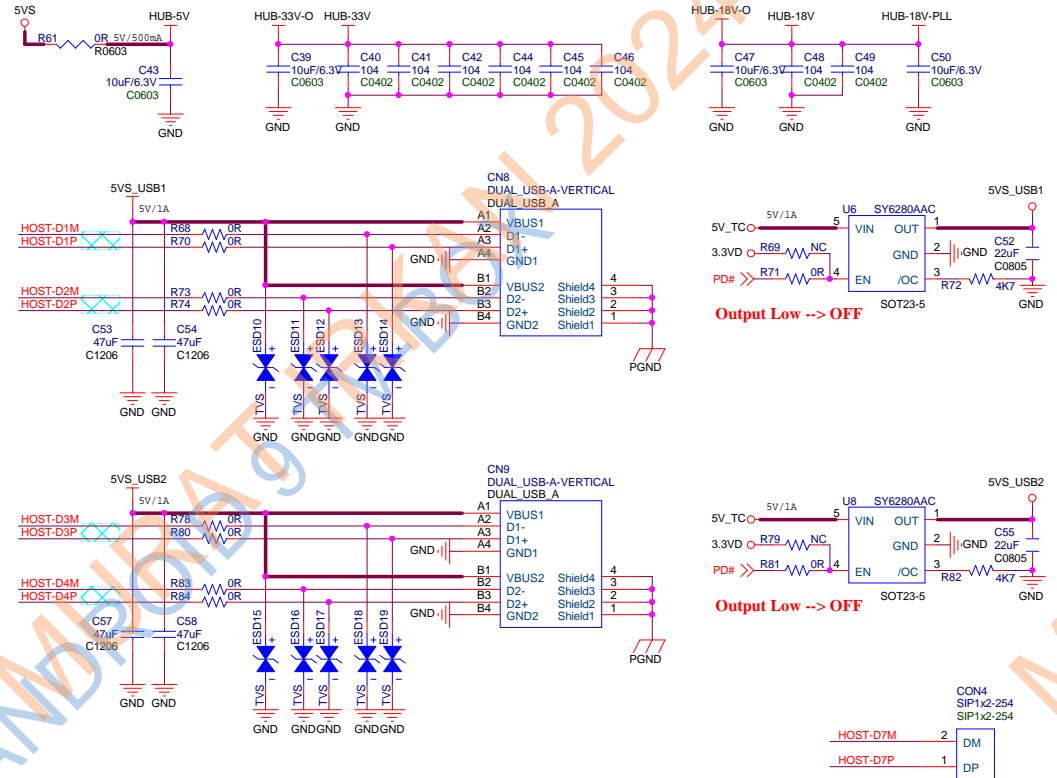 5VS
HUB-5V
R61
0R
5V/500mA
R0603
C43
10uF/6.3V
C0603
GND
HUB-33V-O
HUB-33V
C39
10uF/6.3V
C0603
C40
104
C0402
C41
104
C0402
C42
104
C0402
C44
104
C0402
C45
104
C0402
C46
104
C0402
GND
GND
HUB-18V-O
HUB-18V
HUB-18V-PLL
C47
10uF/6.3V
C0603
C48
104
C0402
C49
104
C0402
C50
10uF/6.3V
C0603
GND
GND
GND
5VS_USB1
5V/1A
HOST-D1M
HOST-D1P
R68
0R
R70
0R
HOST-D2M
HOST-D2P
R73
0R
R74
0R
C53
47uF
C1206
C54
47uF
C1206
GND
GND
CN8
DUAL_USB-A-VERTICAL
DUAL_USB_A
A1
A2
A3
A4
VBUS1
D1-
D1+
GND1
GND
B1
B2
B3
B4
VBUS2
D2-
D2+
GND2
GND
Shield4
Shield3
Shield2
Shield1
4
3
2
1
PGND
ESD10
ESD11
ESD12
ESD13
ESD14
TVS
TVS
TVS
TVS
GND
GND
GND
GND
GND
5VS_USB1
U6
SY6280AAC
5V/1A
5V_TC
5
VIN
OUT
1
3.3VD
R69
NC
GND
2
GND
C52
22uF
C0805
PD#
R71
0R
4
EN
/OC
3
R72
4K7
GND
SOT23-5
Output Low --> OFF
5VS_USB2
5V/1A
HOST-D3M
HOST-D3P
R78
0R
R80
0R
HOST-D4M
HOST-D4P
R83
0R
R84
0R
C57
47uF
C1206
C58
47uF
C1206
GND
GND
CN9
DUAL_USB-A-VERTICAL
DUAL_USB_A
A1
A2
A3
A4
VBUS1
D1-
D1+
GND1
GND
B1
B2
B3
B4
VBUS2
D2-
D2+
GND2
GND
Shield4
Shield3
Shield2
Shield1
4
3
2
1
PGND
ESD15
ESD16
ESD17
ESD18
ESD19
TVS
TVS
TVS
TVS
GND
GND
GND
GND
GND
5VS_USB2
U8
SY6280AAC
5V/1A
5V_TC
5
VIN
OUT
1
3.3VD
R79
NC
GND
2
GND
C55
22uF
C0805
PD#
R81
0R
4
EN
/OC
3
R82
4K7
GND
SOT23-5
Output Low --> OFF
CON4
SIP1x2-254
SIP1x2-254
HOST-D7M
2
DM
HOST-D7P
1
DP